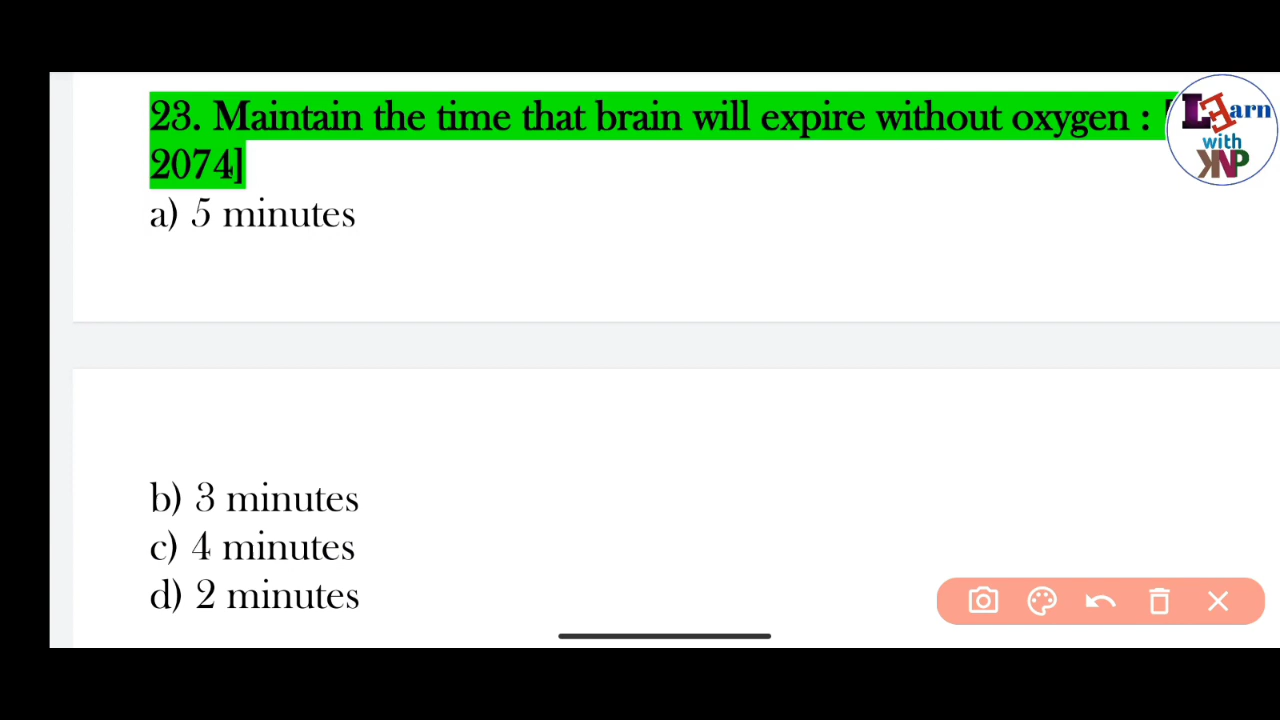 23. Maintain the time that brain will expire without oxygen : [
2074]
a) 5 minutes
b) 3 minutes
c) 4 minutes
d) 2 minutes
LEarn
with
KNP